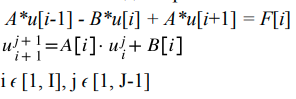 A*u[i-1] - B*u[i] + A*u[i+1] = F[i]
u_{i+1}^{j+1}=A[i]· u_i^j + B[i]
i ϵ [1, I], j ϵ [1, J-1]